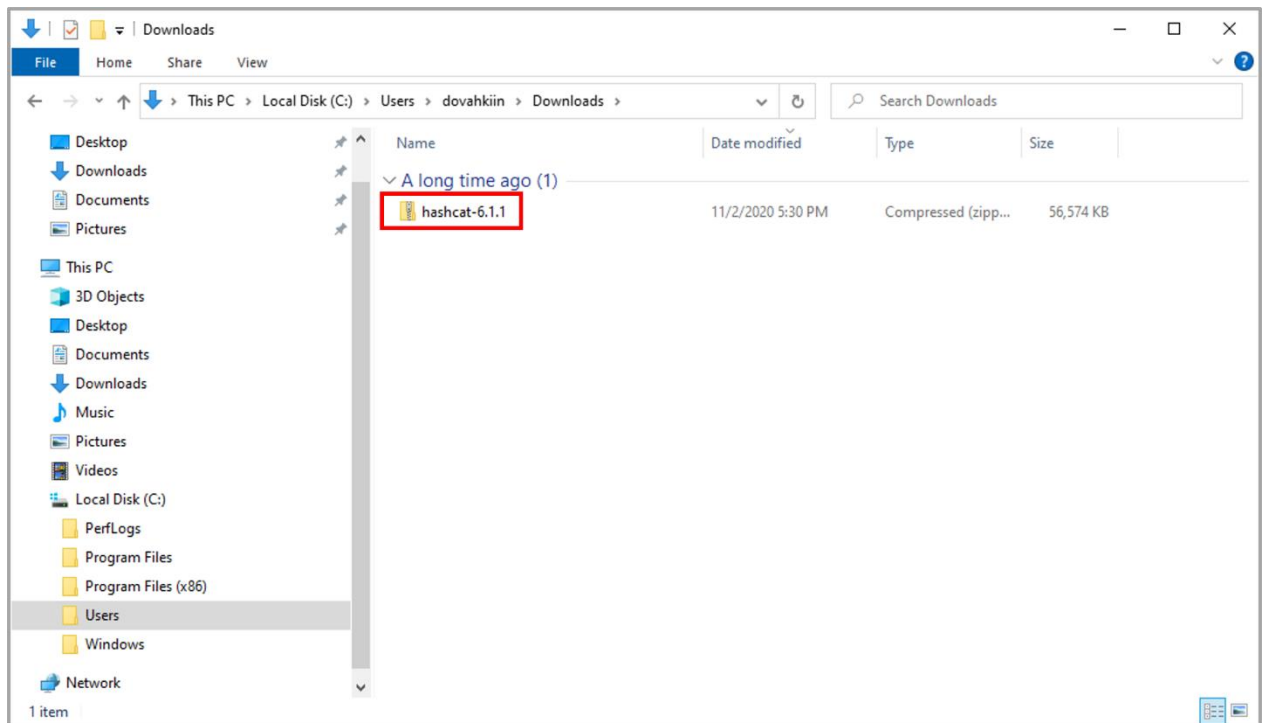 Downloads
File Home Share View
This PC > Local Disk (C:) > Users > dovahkiin > Downloads >
Search Downloads
Name Date modified Type Size
A long time ago (1)
hashcat-6.1.1 11/2/2020 5:30 PM Compressed (zipp... 56,574 KB
Desktop
Downloads
Documents
Pictures
This PC
3D Objects
Desktop
Documents
Downloads
Music
Pictures
Videos
Local Disk (C:)
PerfLogs
Program Files
Program Files (x86)
Users
Windows
Network
1 item